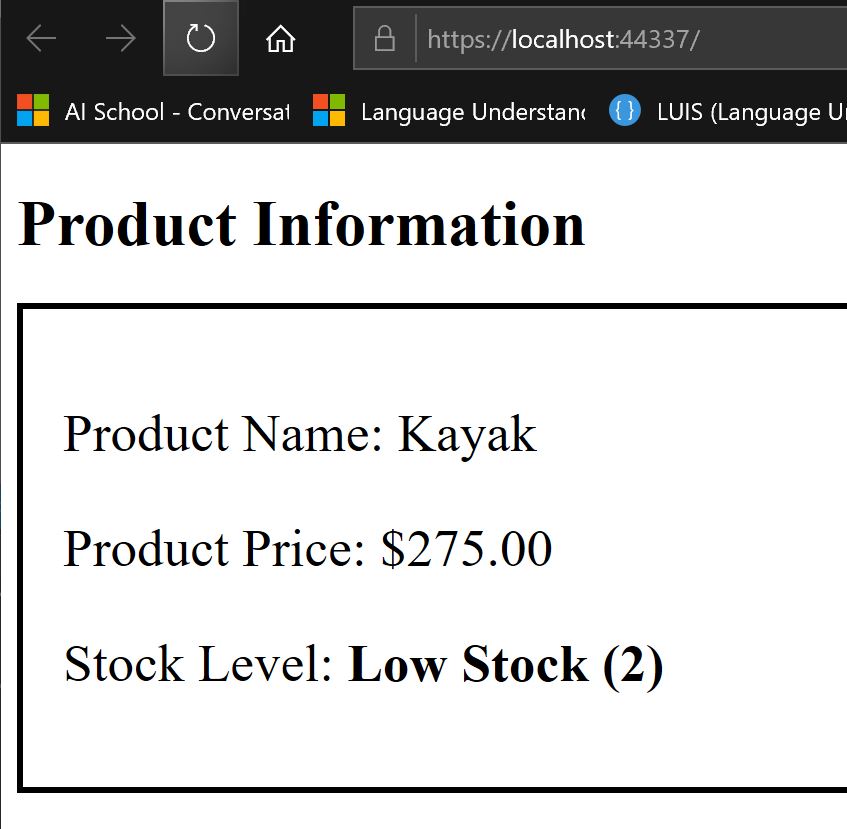 https://localhost:44337/
AI School - Conversat Language Understan {} LUIS (Language U
Product Information
Product Name: Kayak
Product Price: $275.00
Stock Level: Low Stock (2)